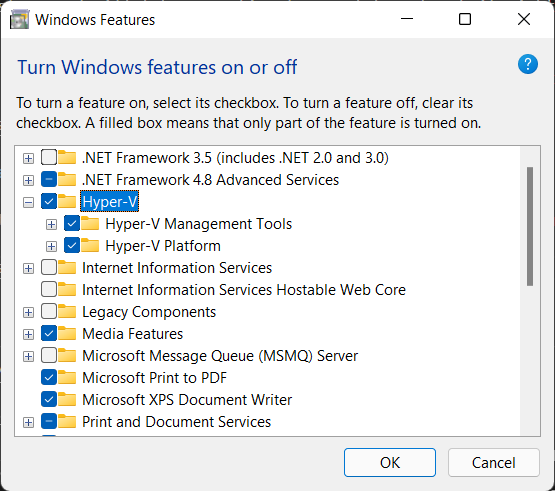 Windows Features
Turn Windows features on or off
?
To turn a feature on, select its checkbox. To turn a feature off, clear its
checkbox. A filled box means that only part of the feature is turned on.
.NET Framework 3.5 (includes .NET 2.0 and 3.0)
.NET Framework 4.8 Advanced Services
Hyper-V
Hyper-V Management Tools
Hyper-V Platform
Internet Information Services
Internet Information Services Hostable Web Core
Legacy Components
Media Features
Microsoft Message Queue (MSMQ) Server
Microsoft Print to PDF
Microsoft XPS Document Writer
Print and Document Services
OK
Cancel